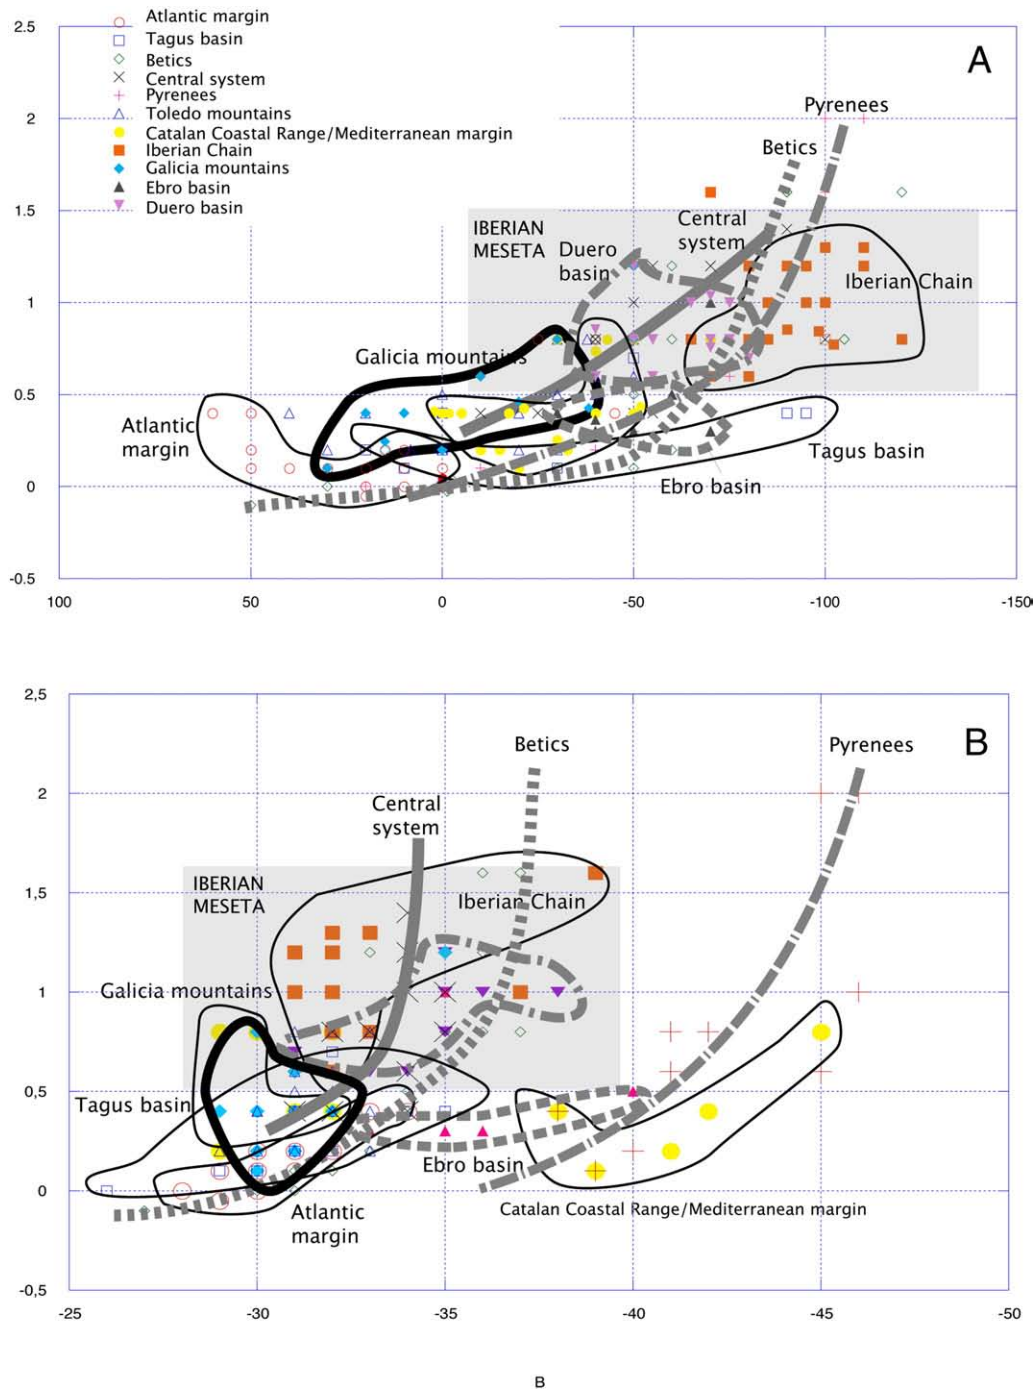 2.5
2
1.5
1
0.5
0
-0.5
100
50
0
-50
-100
-150
Atlantic margin
Tagus basin
Betics
Central system
Pyrenees
Toledo mountains
Catalan Coastal Range/Mediterranean margin
Iberian Chain
Galicia mountains
Ebro basin
Duero basin
A
Pyrenees
Betics
Central
system
IBERIAN
MESETA
Duero
basin
Iberian Chain
Galicia mountains
Atlantic
margin
Tagus basin
Ebro basin
2,5
2
1,5
1
0,5
0
-0,5
-25
-30
-35
-40
-45
-50
B
Betics
Pyrenees
Central
system
IBERIAN
MESETA
Iberian Chain
Galicia mountains
Tagus basin
Ebro basin
Atlantic
margin
Catalan Coastal Range/Mediterranean margin
B